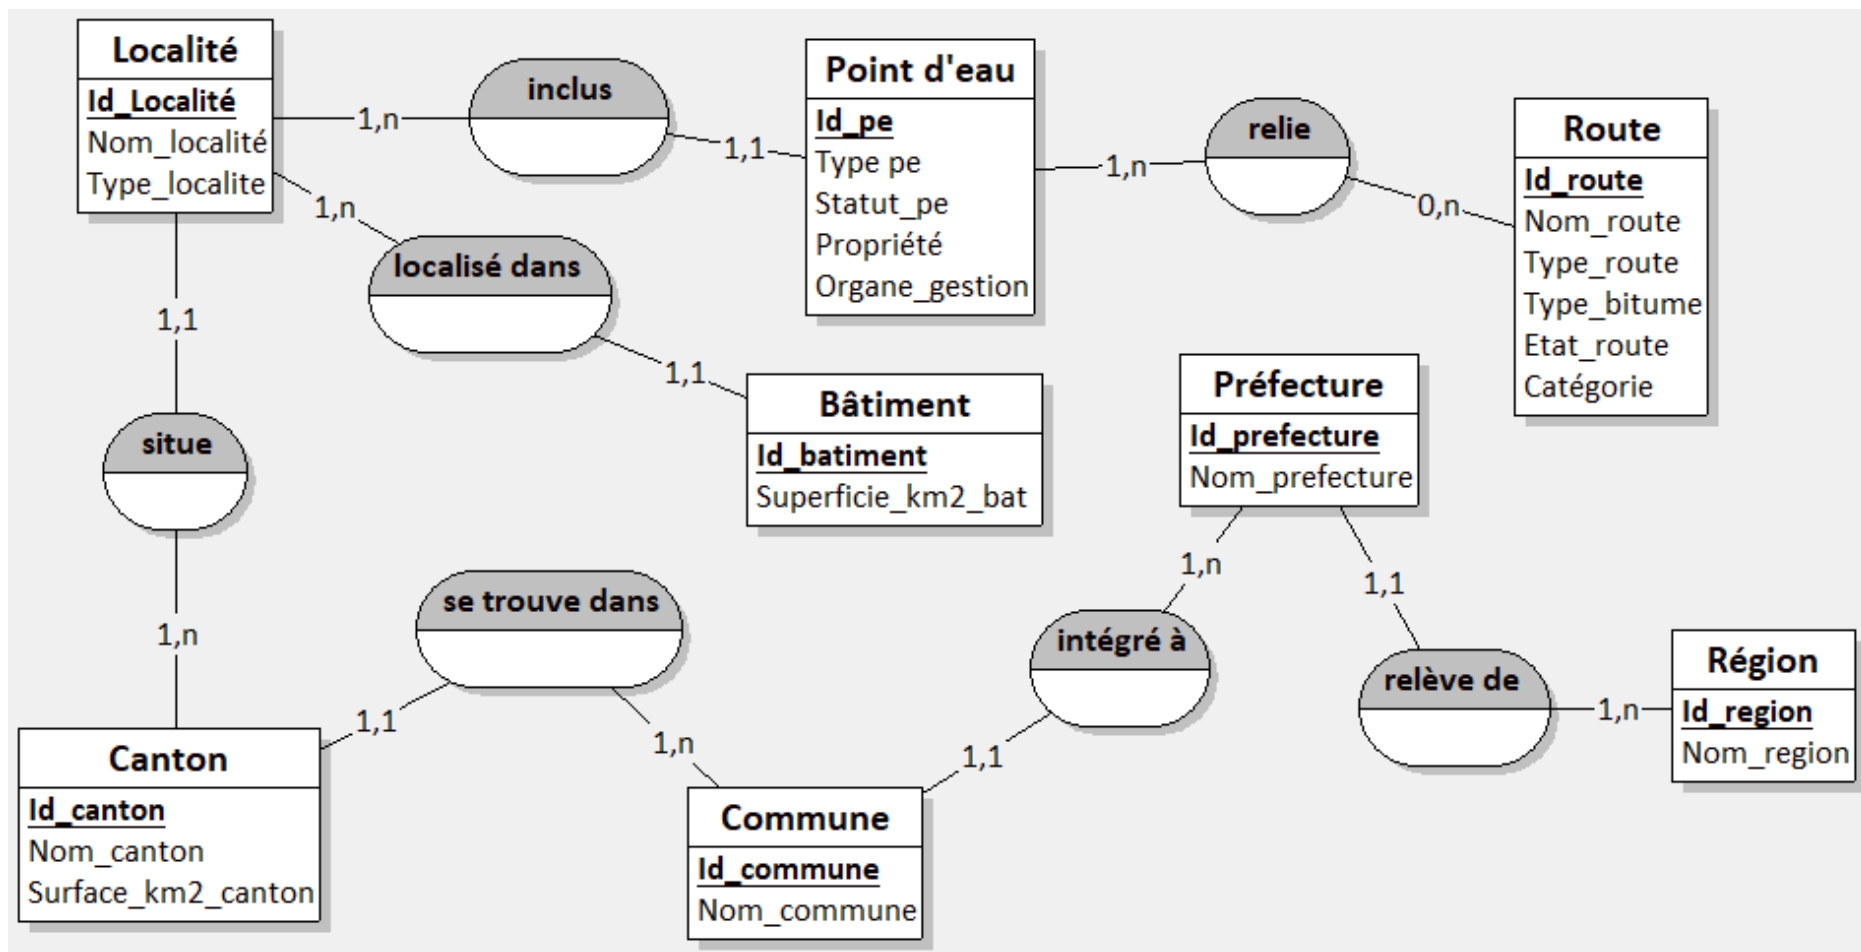 Localité
Id_Localité
Nom_localité
Type_localite
1,n
inclus
1,1
Point d'eau
Id_pe
Type pe
Statut_pe
Propriété
Organe_gestion
1,n
relie
0,n
Route
Id_route
Nom_route
Type_route
Type_bitume
Etat_route
Catégorie
1,n
localisé dans
1,1
Bâtiment
Id_batiment
Superficie_km2_bat
1,1
situe
1,n
Préfecture
Id_prefecture
Nom_prefecture
1,n
intégré à
1,1
1,1
relève de
1,n
Région
Id_region
Nom_region
se trouve dans
1,1
1,n
Canton
Id_canton
Nom_canton
Surface_km2_canton
Commune
Id_commune
Nom_commune